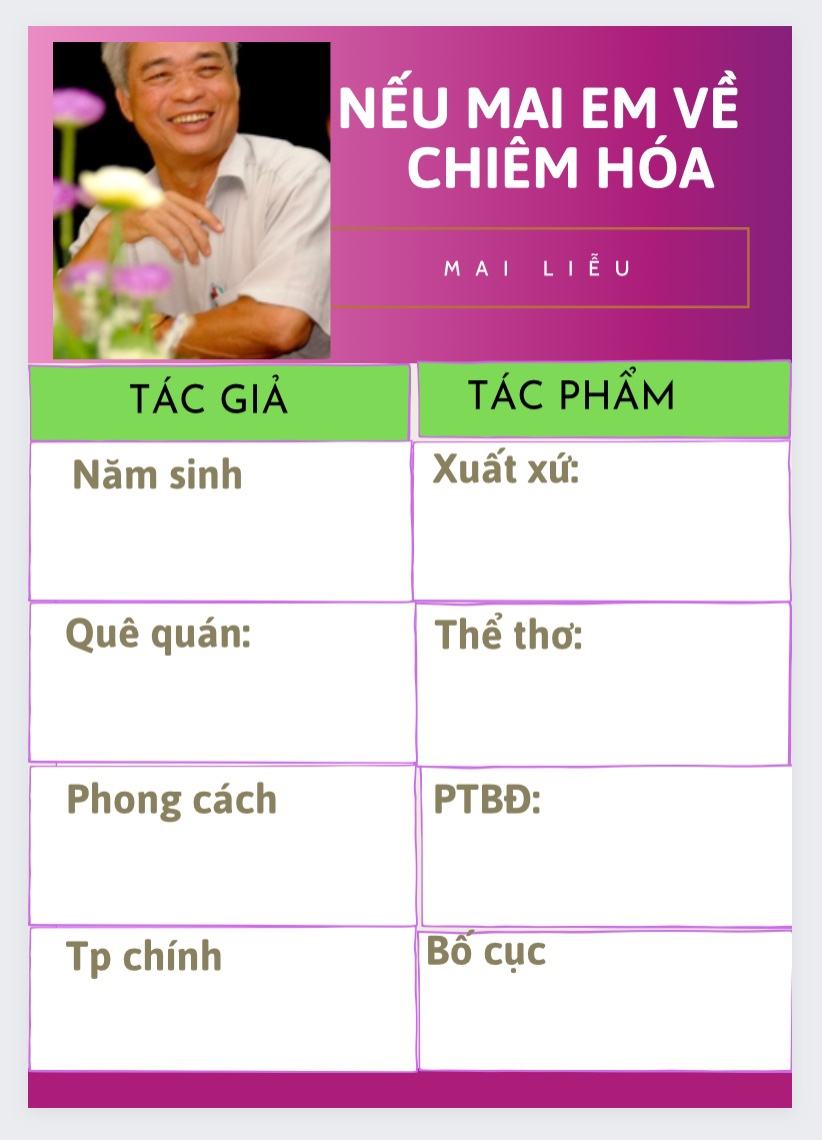 NẾU MAI EM VỀ
CHIÊM HÓA
MAI LIỄU
TÁC GIẢ
TÁC PHẨM
Năm sinh
Xuất xứ:
Quê quán:
Thể thơ:
Phong cách
PTBĐ:
Tp chính
Bố cục